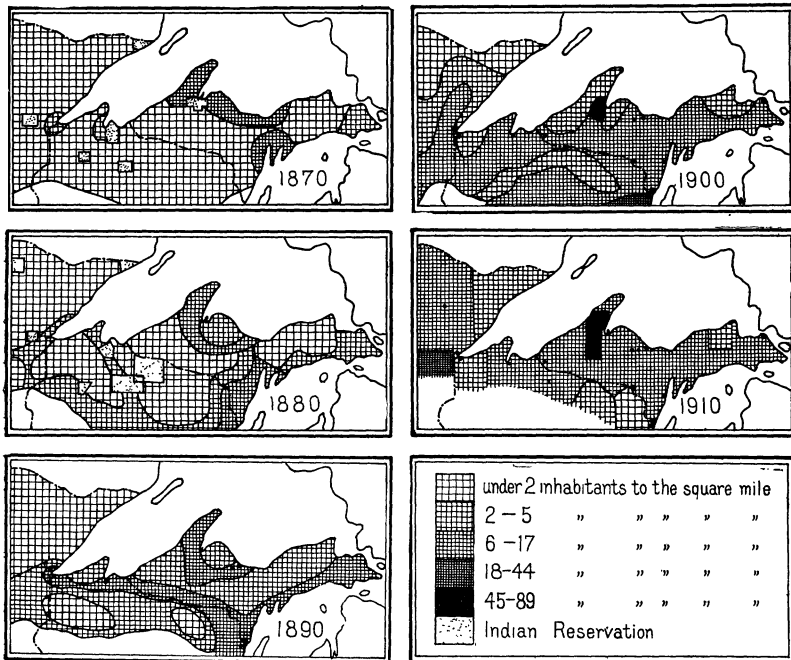 1870
1900
1880
1910
1890
under 2 inhabitants to the square mile
2-5 " " " " "
6-17 " " " " "
18-44 " " " " "
45-89 " " " " "
Indian Reservation